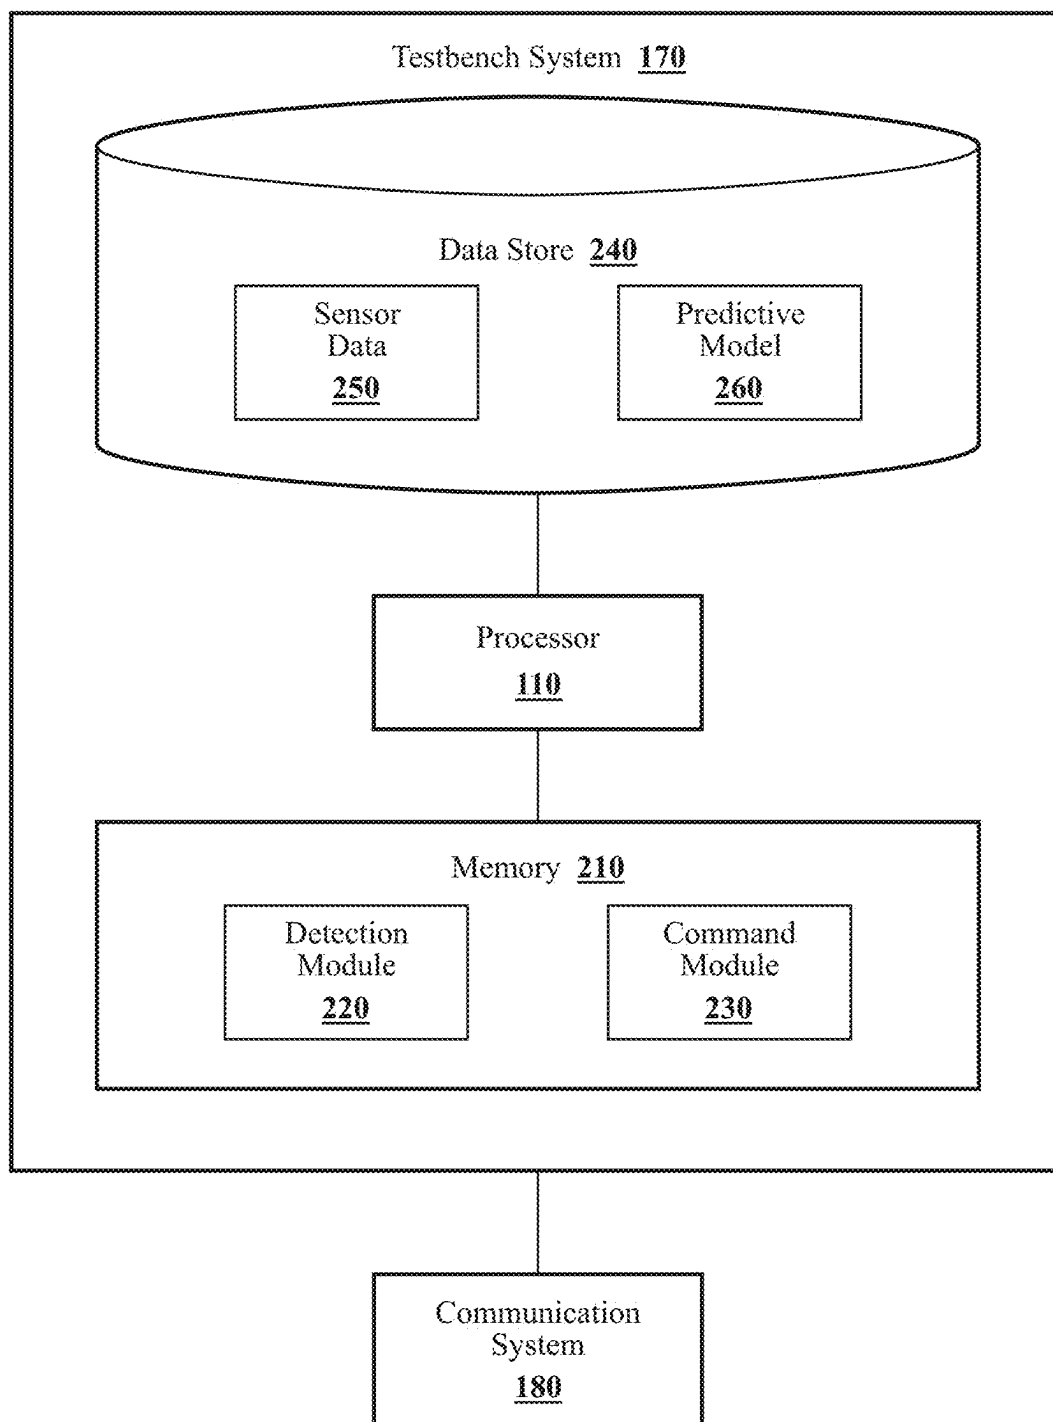 Testbench System 170
Data Store 240
Sensor
Data
250
Predictive
Model
260
Processor
110
Memory 210
Detection
Module
220
Command
Module
230
Communication
System
180